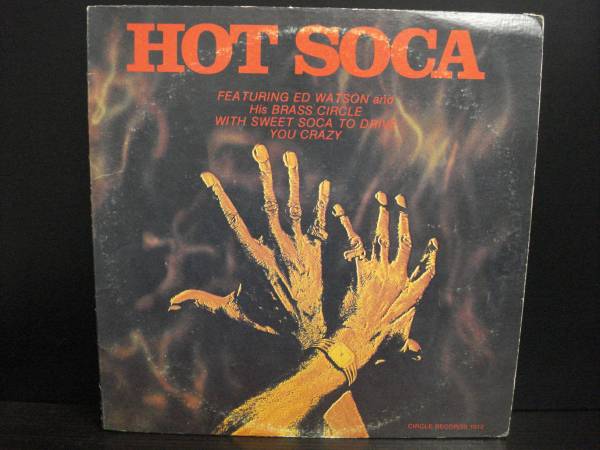 HOT SOCA
FEATURING ED WATSON and
His BRASS CIRCLE
WITH SWEET SOCA TO DRIVE
YOU CRAZY
CIRCLE RECORDS